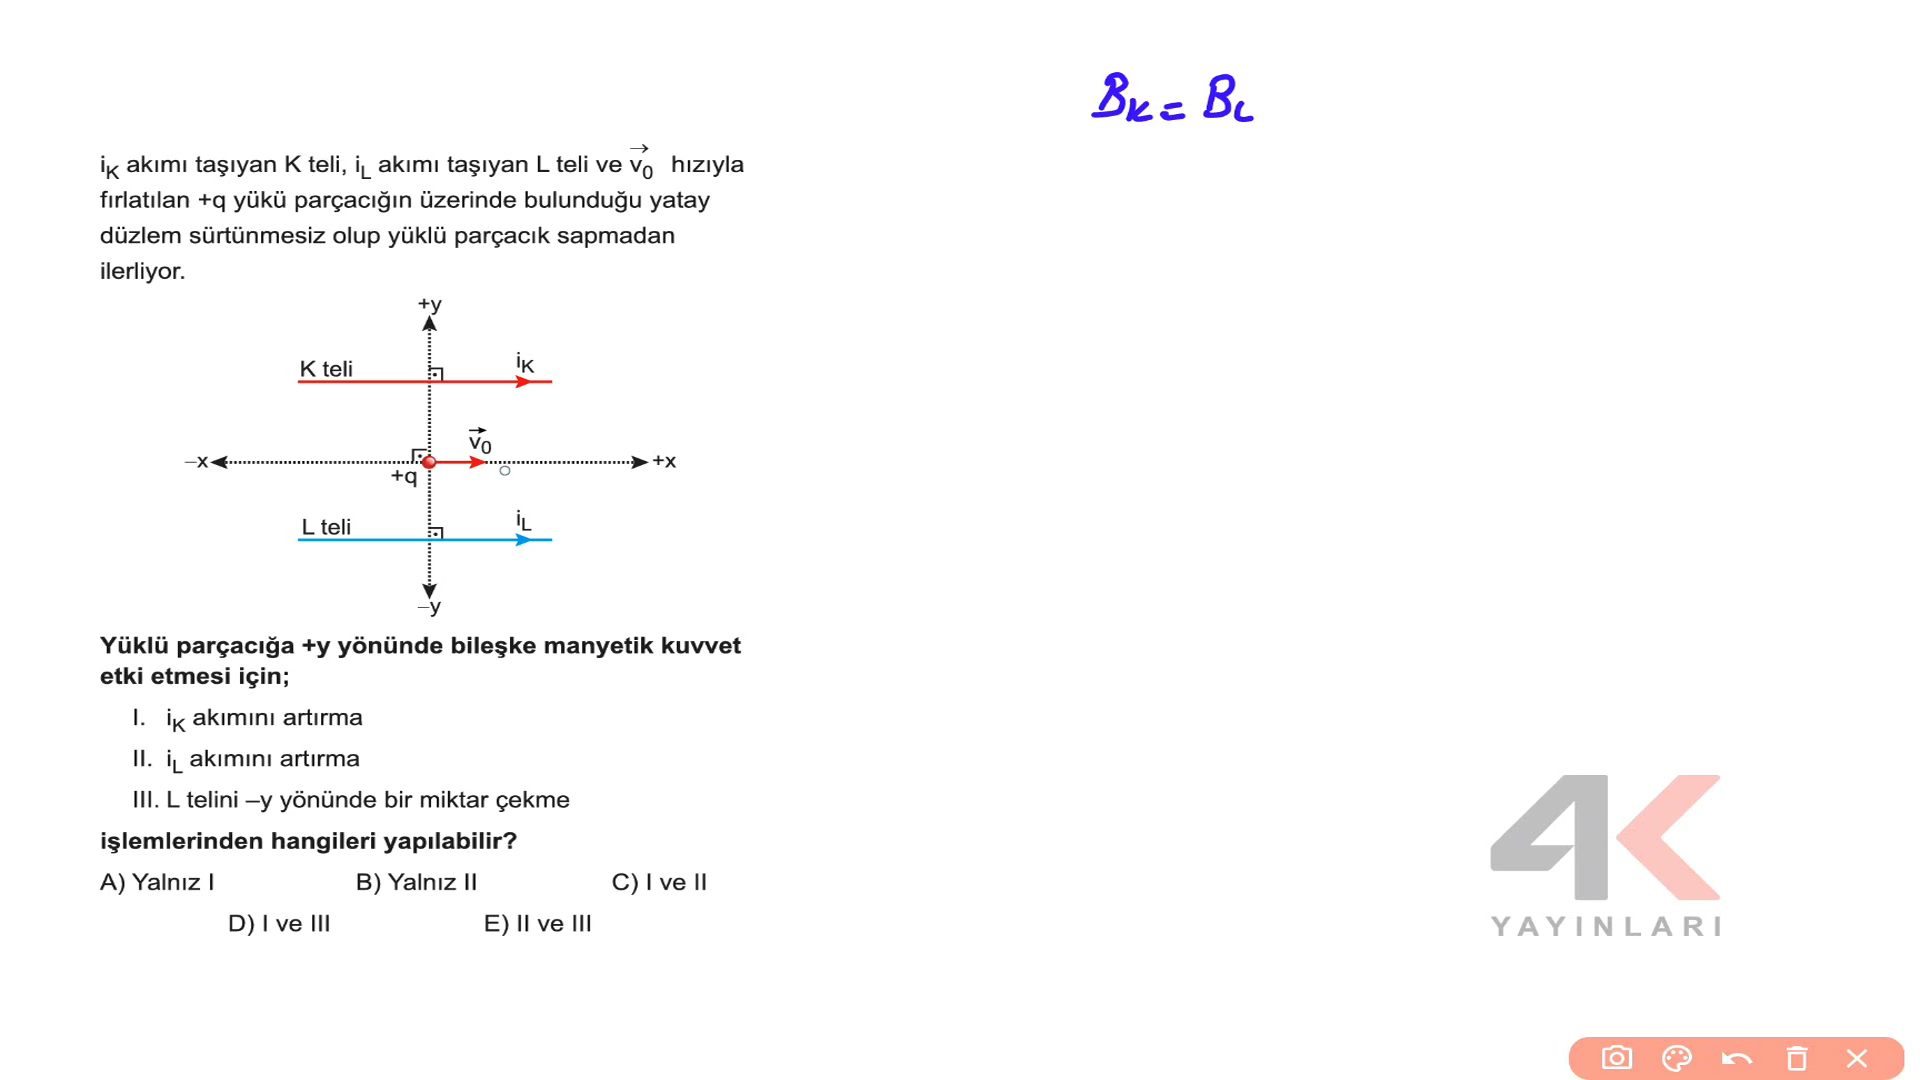 B_K = B_L
i_K akımı taşıyan K teli, i_L akımı taşıyan L teli ve v_0 hızıyla
fırlatılan +q yükü parçacığın üzerinde bulunduğu yatay
düzlem sürtünmesiz olup yüklü parçacık sapmadan
ilerliyor.
+y
K teli i_K
v_0
–x +x
+q
L teli i_L
–y
Yüklü parçacığa +y yönünde bileşke manyetik kuvvet
etki etmesi için;
I. i_K akımını artırma
II. i_L akımını artırma
III. L telini –y yönünde bir miktar çekme
işlemlerinden hangileri yapılabilir?
A) Yalnız I B) Yalnız II C) I ve II
D) I ve III E) II ve III
4K
YAYINLARI